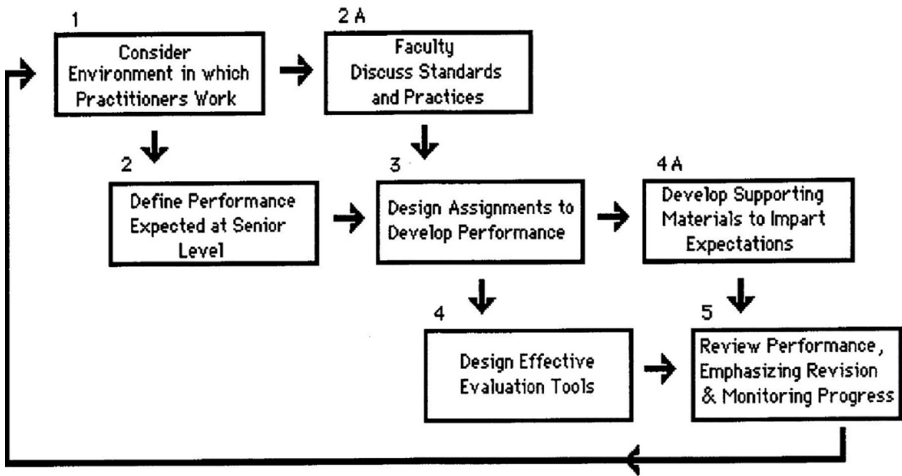 1
Consider
Environment in which
Practitioners Work
2 A
Faculty
Discuss Standards
and Practices
2
Define Performance
Expected at Senior
Level
3
Design Assignments to
Develop Performance
4 A
Develop Supporting
Materials to Impart
Expectations
4
Design Effective
Evaluation Tools
5
Review Performance,
Emphasizing Revision
& Monitoring Progress